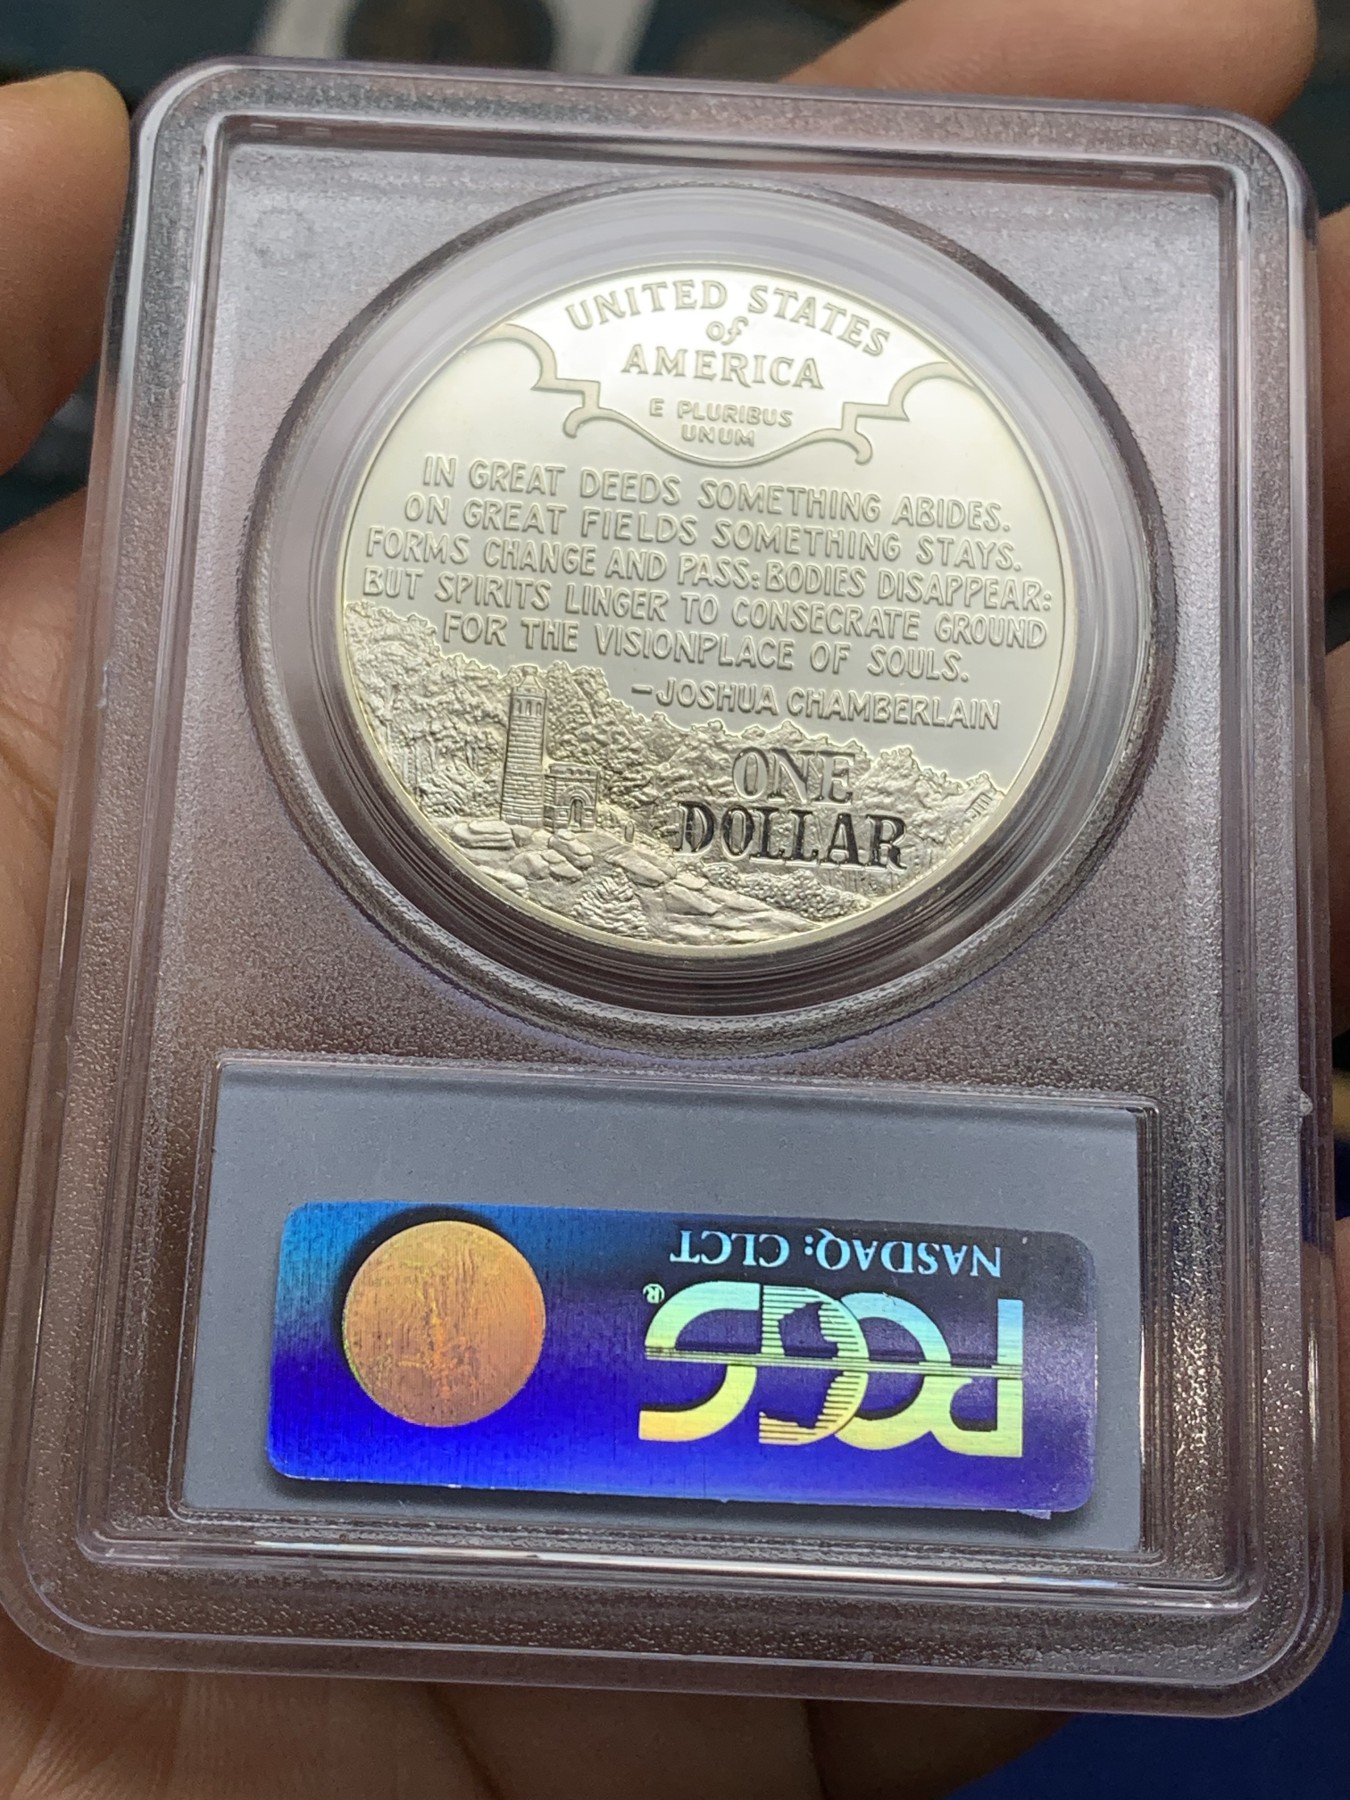 UNITED STATES
of
AMERICA
E PLURIBUS
UNUM
IN GREAT DEEDS SOMETHING ABIDES.
ON GREAT FIELDS SOMETHING STAYS.
FORMS CHANGE AND PASS: BODIES DISAPPEAR:
BUT SPIRITS LINGER TO CONSECRATE GROUND
FOR THE VISIONPLACE OF SOULS.
—JOSHUA CHAMBERLAIN
ONE
DOLLAR
PCGS®
NASDAQ: CLCT